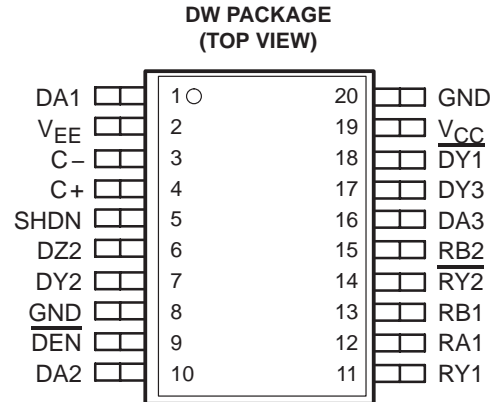 DW PACKAGE
(TOP VIEW)
DA1 1 20 GND
VEE 2 19 VCC
C– 3 18 DY1
C+ 4 17 DY3
SHDN 5 16 DA3
DZ2 6 15 RB2
DY2 7 14 RY2
GND 8 13 RB1
DEN 9 12 RA1
DA2 10 11 RY1